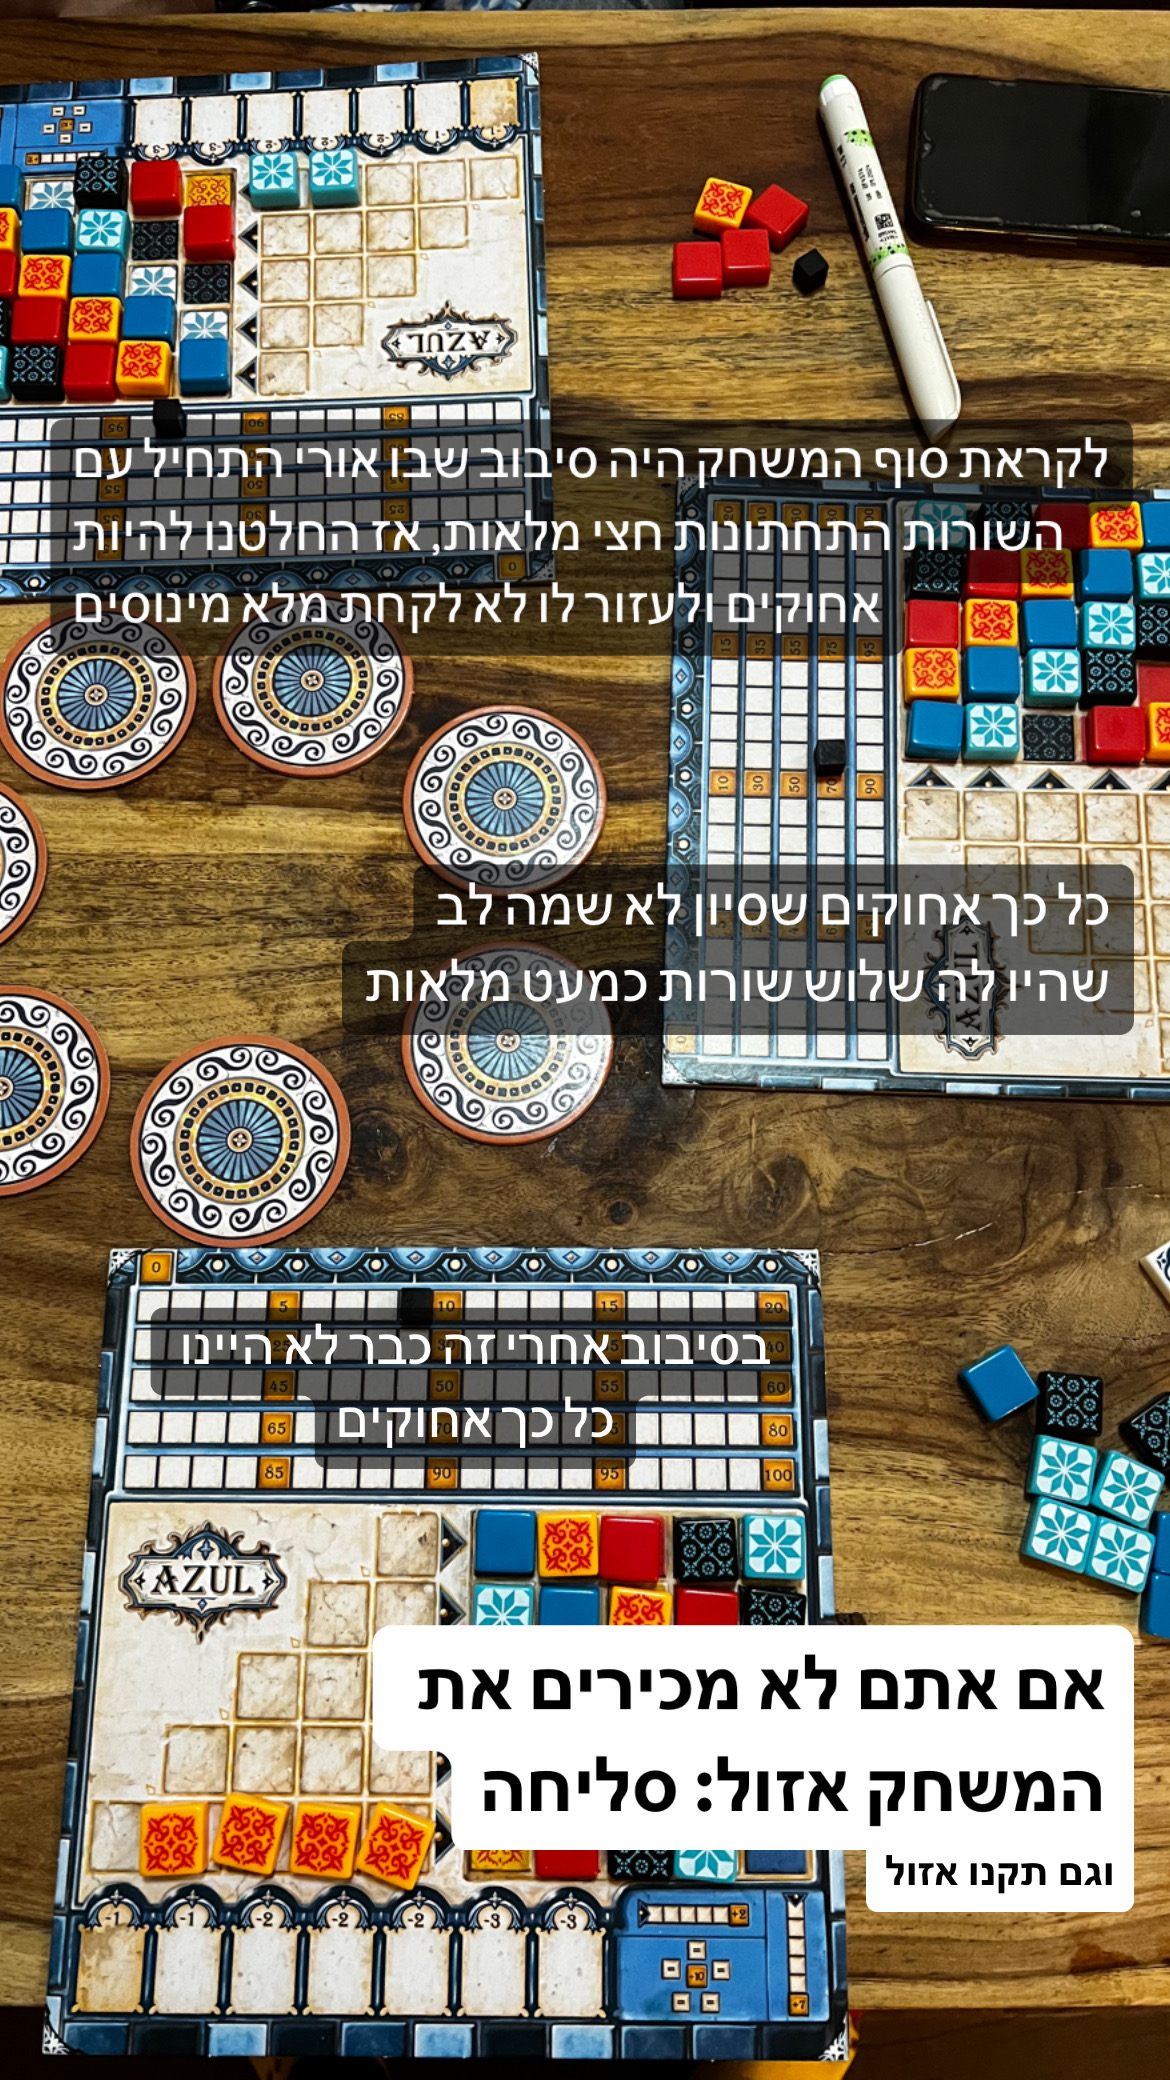 AZUL
לקראת סוף המשחק היה סיבוב שבו אורי התחיל עם
השורות התחתונות חצי מלאות, אז החלטנו להיות
אחוקים ולעזור לו לא לקחת מלא מינוסים
כל כך אחוקים שסיון לא שמה לב
שהיו לה שלוש שורות כמעט מלאות
AZUL
0
5 10 15 20
בסיבוב אחרי זה כבר לא היינו
כל כך אחוקים
45 50 55 60
65 80
85 90 95 100
AZUL
אם אתם לא מכירים את
המשחק אזול: סליחה
וגם תקנו אזול
-1 -1 -2 -2 -2 -3 -3
+2
+10
+7